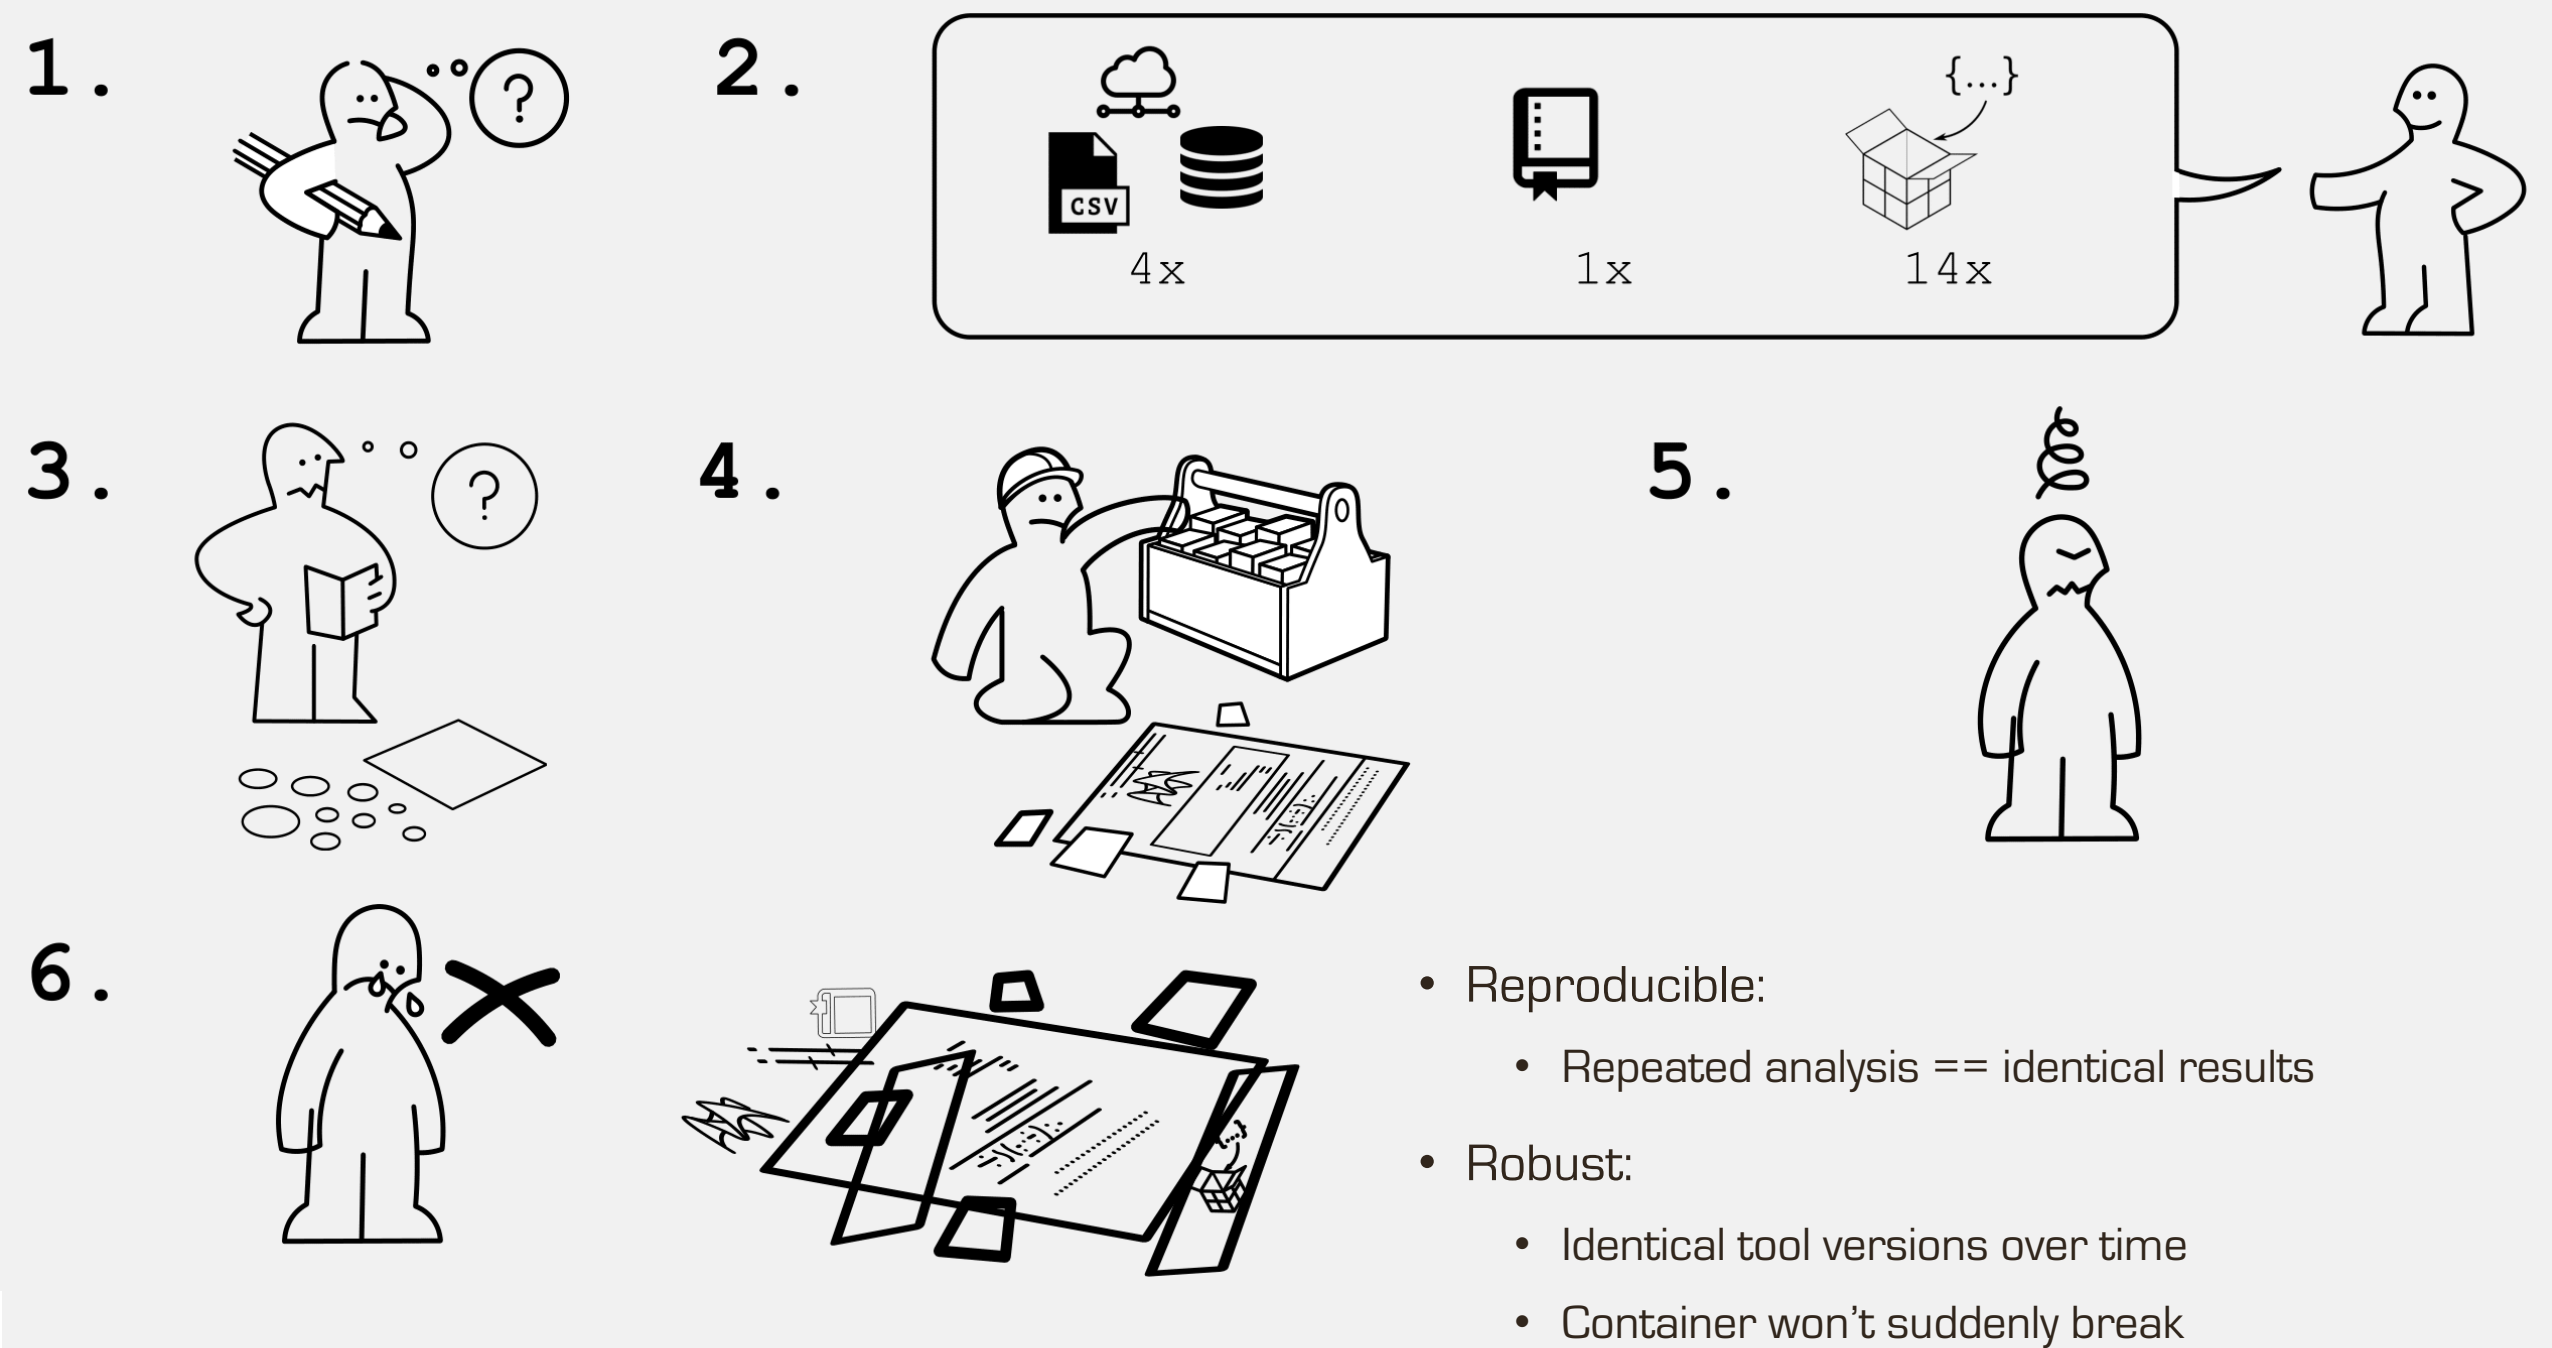 1.
?
2.
{...}
CSV
4x
1x
14x
3.
?
4.
5.
6.
• Reproducible:
• Repeated analysis == identical results
• Robust:
• Identical tool versions over time
• Container won't suddenly break